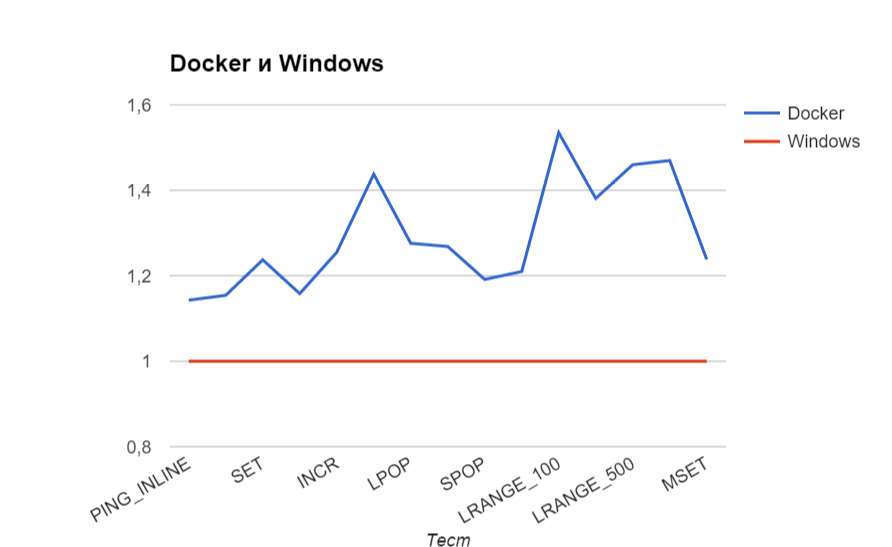 Docker и Windows
1,6
1,4
1,2
1
0,8
Docker
Windows
PING_INLINE
SET
INCR
LPOP
SPOP
LRANGE_100
LRANGE_500
MSET
Тест